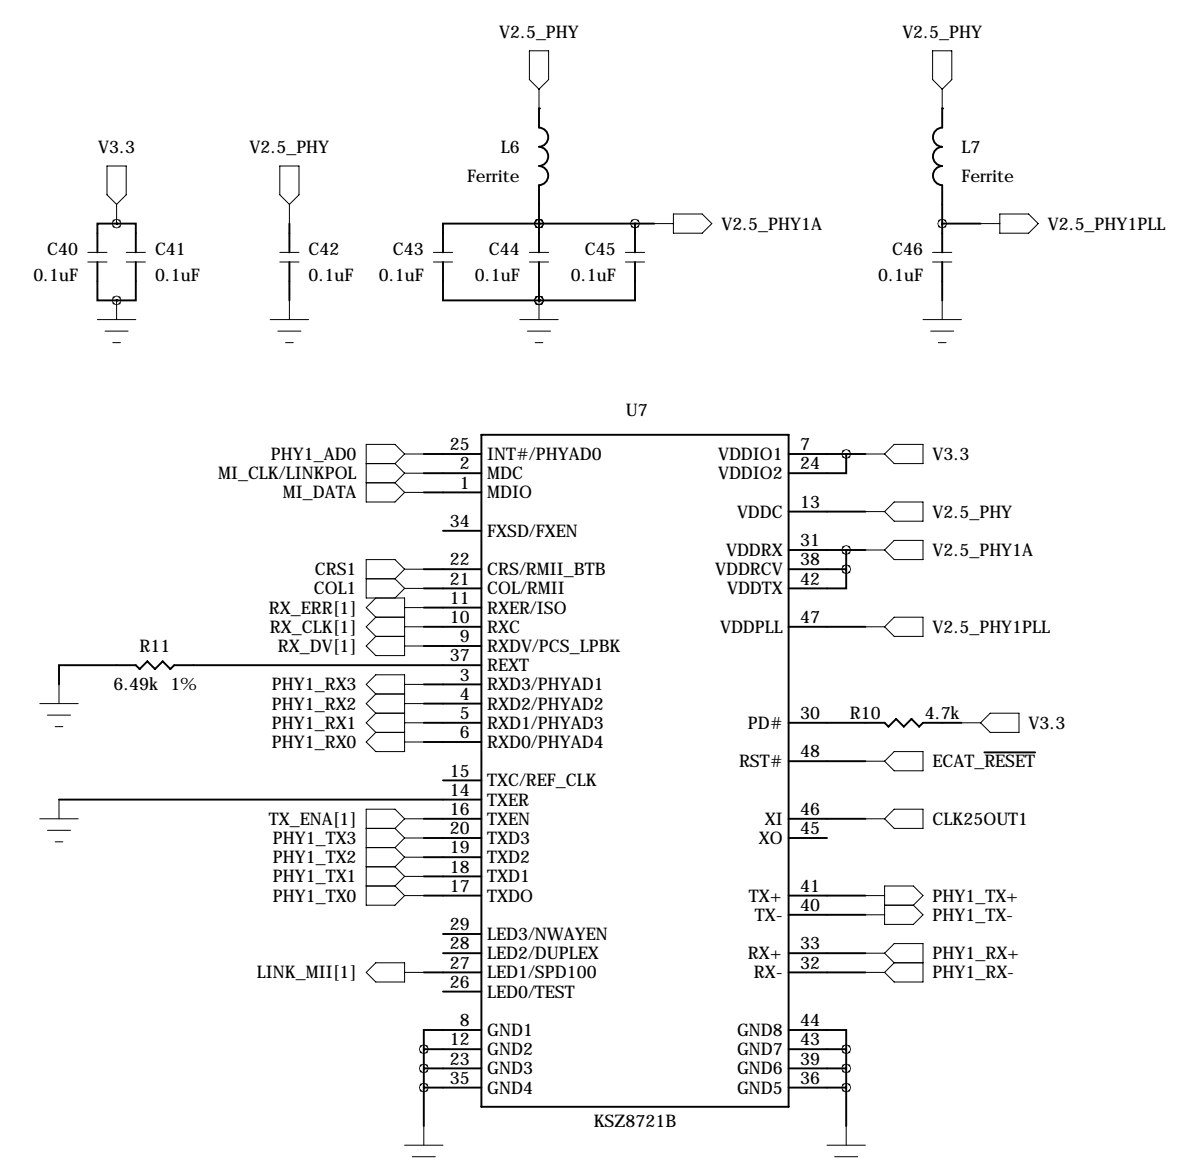 V2.5_PHY
V2.5_PHY
V3.3
V2.5_PHY
L6
Ferrite
L7
Ferrite
V2.5_PHY1A
V2.5_PHY1PLL
C40
0.1uF
C41
0.1uF
C42
0.1uF
C43
0.1uF
C44
0.1uF
C45
0.1uF
C46
0.1uF
U7
PHY1_AD0 25 INT#/PHYAD0
MI_CLK/LINKPOL 2 MDC
MI_DATA 1 MDIO
34 FXSD/FXEN
CRS1 22 CRS/RMII_BTB
COL1 21 COL/RMII
RX_ERR[1] 11 RXER/ISO
RX_CLK[1] 10 RXC
RX_DV[1] 9 RXDV/PCS_LPBK
R11
6.49k 1%
37 REXT
PHY1_RX3 3 RXD3/PHYAD1
PHY1_RX2 4 RXD2/PHYAD2
PHY1_RX1 5 RXD1/PHYAD3
PHY1_RX0 6 RXD0/PHYAD4
15 TXC/REF_CLK
14 TXER
TX_ENA[1] 16 TXEN
PHY1_TX3 20 TXD3
PHY1_TX2 19 TXD2
PHY1_TX1 18 TXD1
PHY1_TX0 17 TXDO
29 LED3/NWAYEN
28 LED2/DUPLEX
LINK_MII[1] 27 LED1/SPD100
26 LED0/TEST
8 GND1
12 GND2
23 GND3
35 GND4
VDDIO1 7 V3.3
VDDIO2 24
VDDC 13 V2.5_PHY
VDDRX 31 V2.5_PHY1A
VDDRCV 38
VDDTX 42
VDDPLL 47 V2.5_PHY1PLL
PD# 30 R10 4.7k V3.3
RST# 48 ECAT_RESET
XI 46 CLK25OUT1
XO 45
TX+ 41 PHY1_TX+
TX- 40 PHY1_TX-
RX+ 33 PHY1_RX+
RX- 32 PHY1_RX-
GND8 44
GND7 43
GND6 39
GND5 36
KSZ8721B